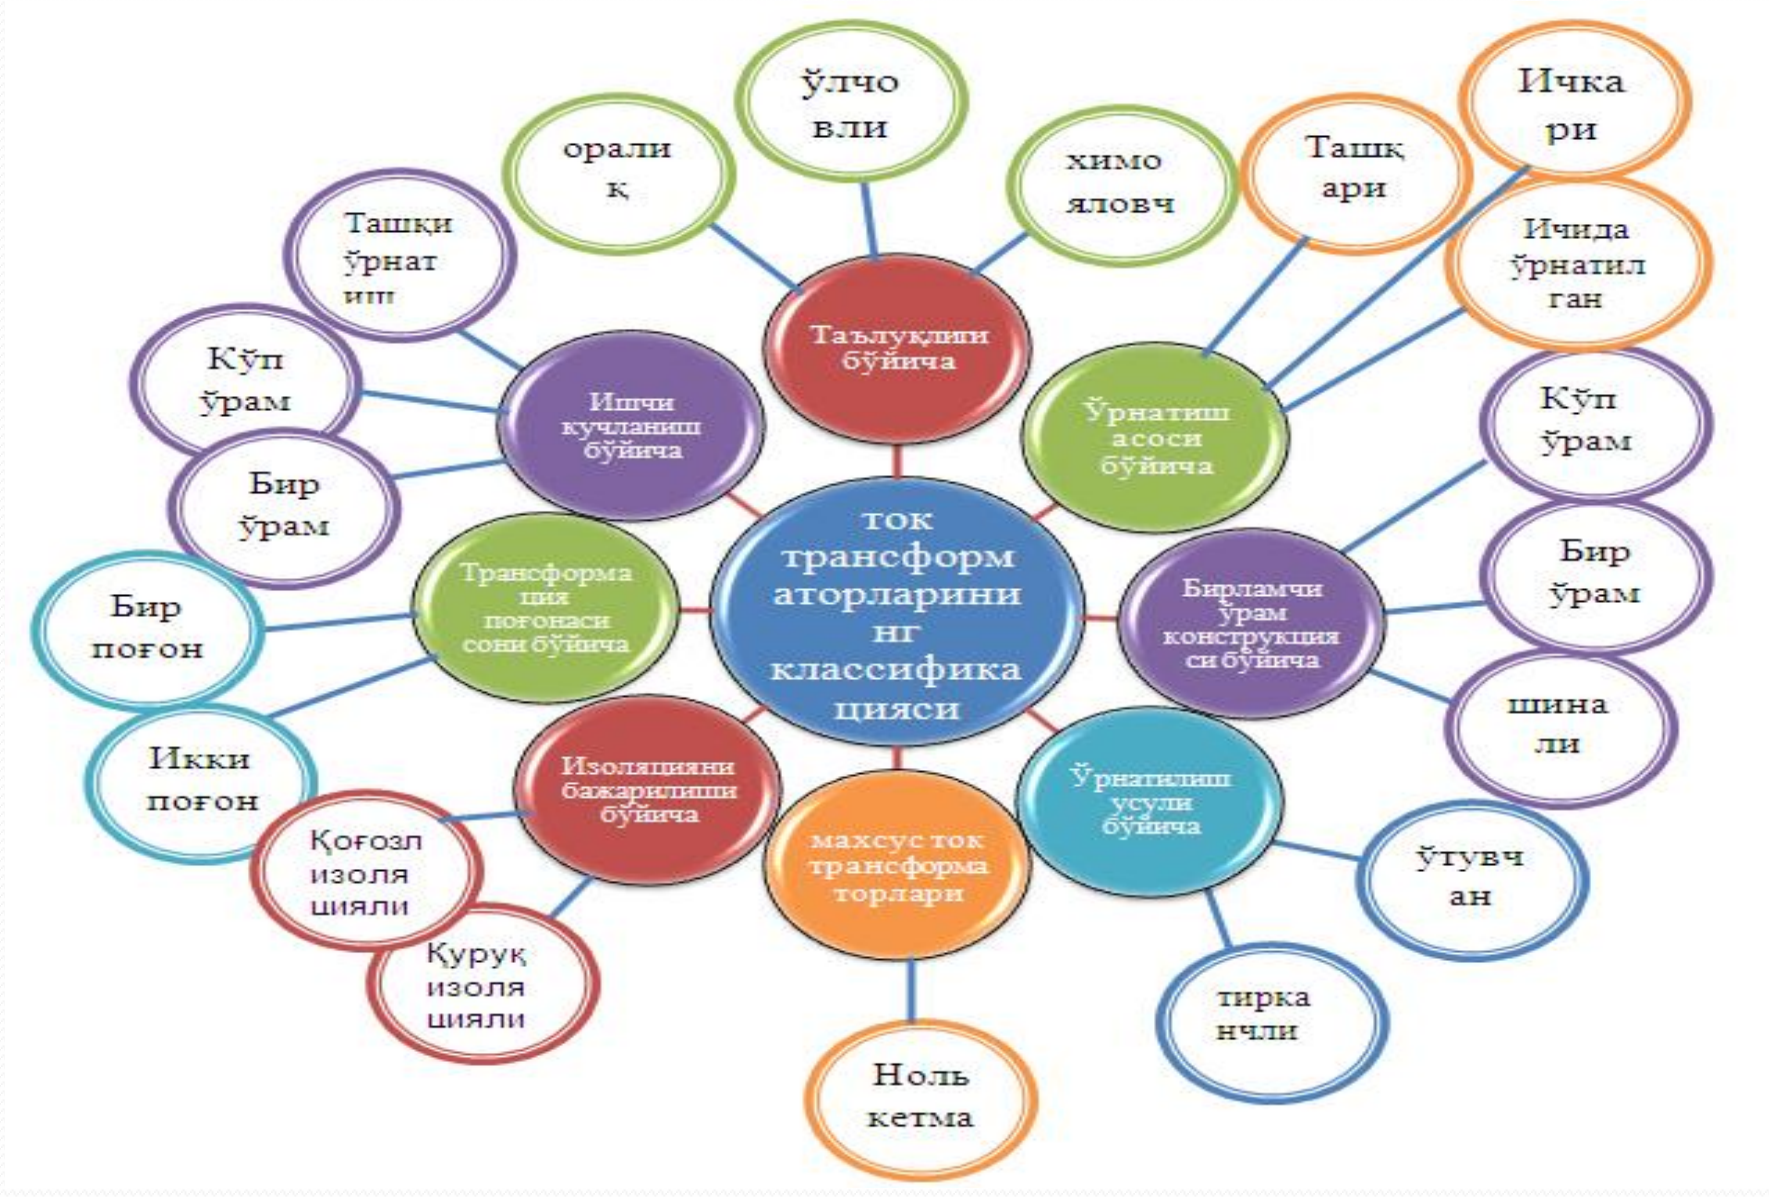 ўлчо
вли
орали
қ
химо
яловч
Ташқ
ари
Ичка
ри
Ичида
ўрнатил
ган
Ташқи
ўрнат
иш
Кўп
ўрам
Бир
ўрам
Таълуқлиги
бўйича
Ўрнатиш
асоси
бўйича
Ишчи
кучланиш
бўйича
Кўп
ўрам
Бир
ўрам
шина
ли
ток
трансформ
аторларини
нг
классифика
цияси
Бирламчи
ўрам
конструкция
си бўйича
Трансформа
ция
поғонаси
сони бўйича
Бир
поғон
Икки
поғон
Изоляцияни
бажарилиши
бўйича
махсус ток
трансформа
торлари
Ўрнатилиш
усули
бўйича
ўтувч
ан
тирка
нчли
Қоғозл
изоля
цияли
Қуруқ
изоля
цияли
Ноль
кетма